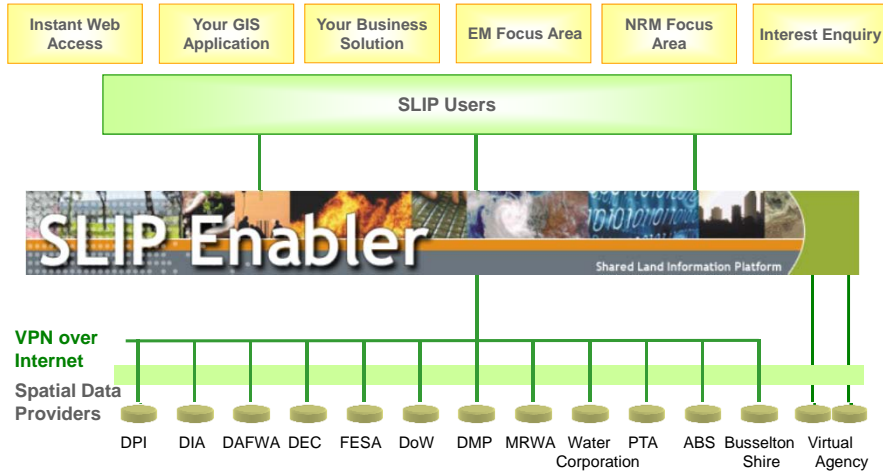 Instant Web
Access
Your GIS
Application
Your Business
Solution
EM Focus Area
NRM Focus
Area
Interest Enquiry
SLIP Users
SLIP Enabler
Shared Land Information Platform
VPN over
Internet
Spatial Data
Providers
DPI
DIA
DAFWA
DEC
FESA
DoW
DMP
MRWA
Water
Corporation
PTA
ABS
Busselton
Shire
Virtual
Agency